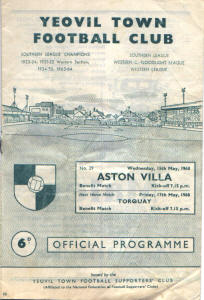 YEOVIL TOWN
FOOTBALL CLUB
SOUTHERN LEAGUE CHAMPIONS
1923-24, 1931-32 Western Section,
1954-55, 1963-64
SOUTHERN LEAGUE
WESTERN C. FLOODLIGHT LEAGUE
WESTERN LEAGUE
No. 29
Wednesday, 15th May, 1968
ASTON VILLA
Benefit Match
Kick-off 7.15 p.m.
Next Home Match
Friday, 17th May, 1968
TORQUAY
Benefit Match
Kick-off 7.15 p.m.
6D
OFFICIAL PROGRAMME
Issued by the
YEOVIL TOWN FOOTBALL SUPPORTERS' CLUB
(Affiliated to the National Federation of Football Supporters' Clubs)